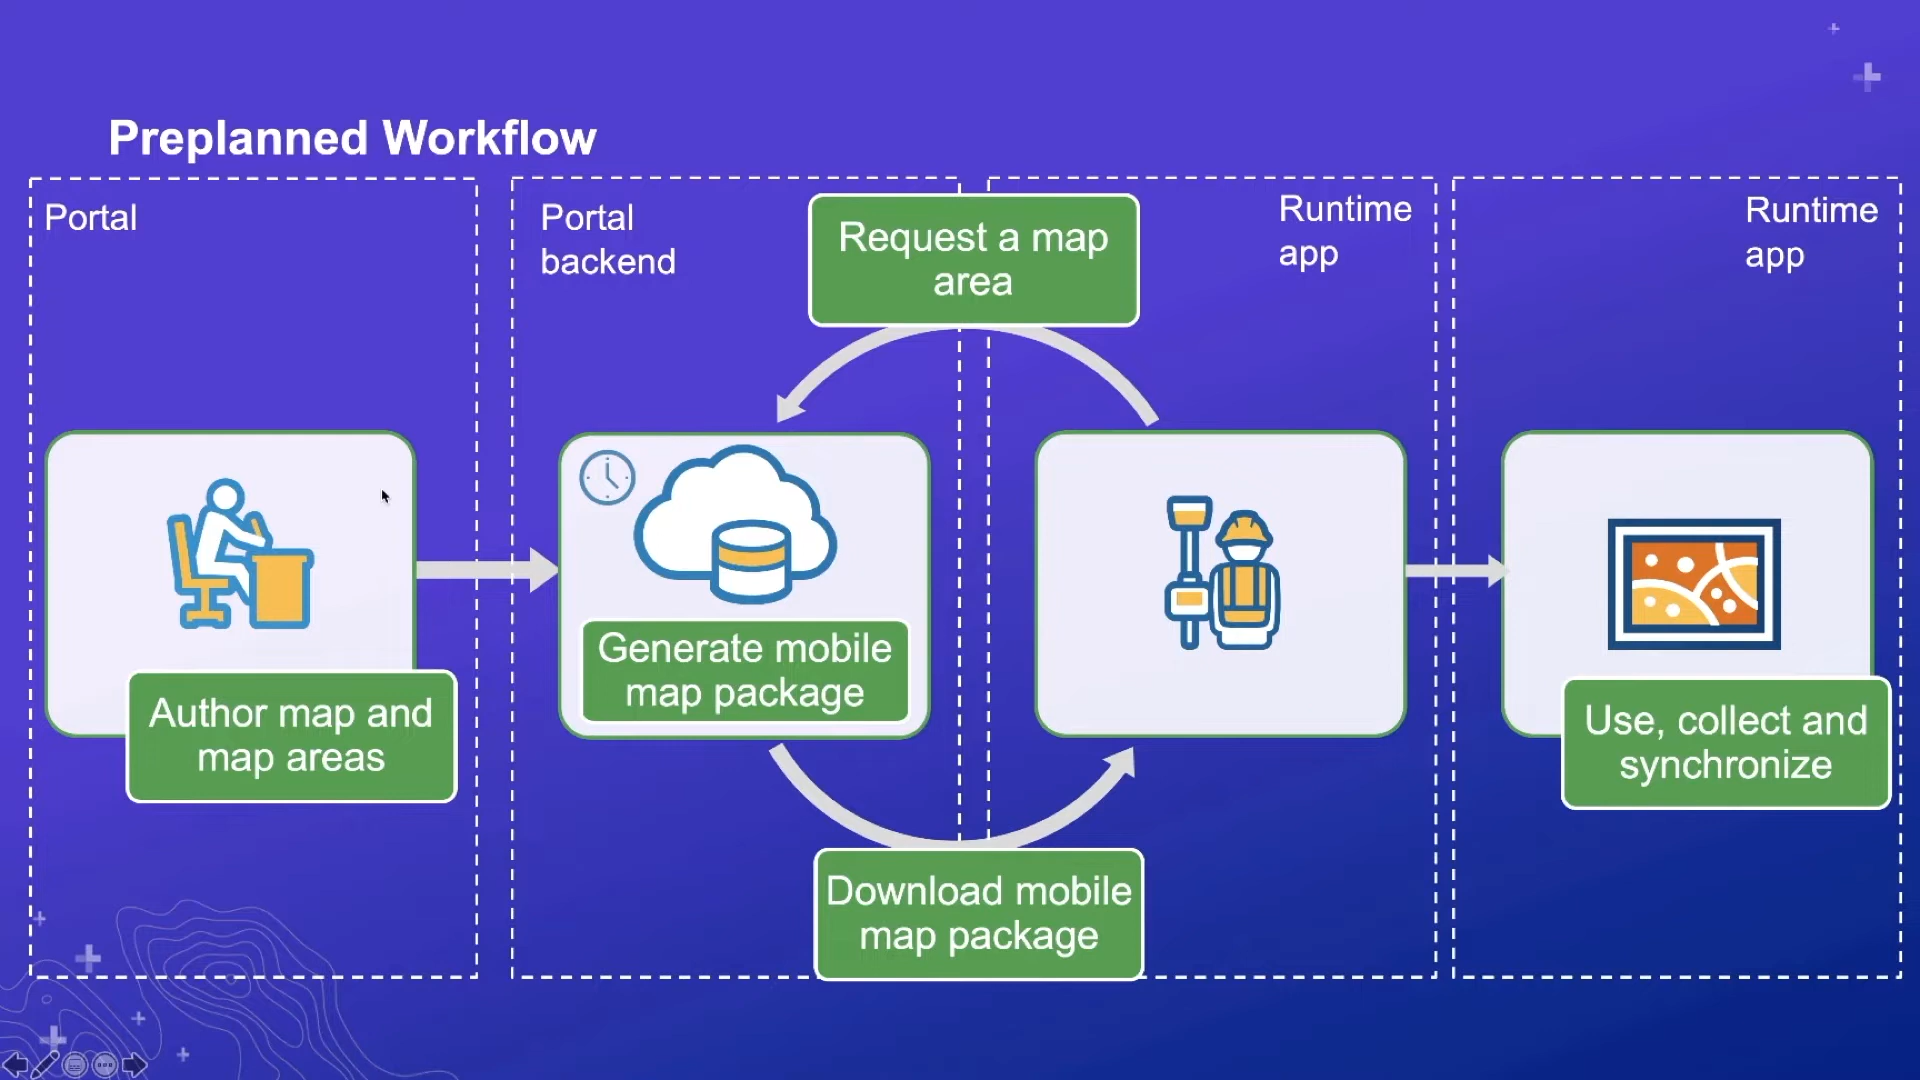 Preplanned Workflow
Portal
Portal
backend
Request a map
area
Runtime
app
Runtime
app
Generate mobile
map package
Author map and
map areas
Use, collect and
synchronize
Download mobile
map package